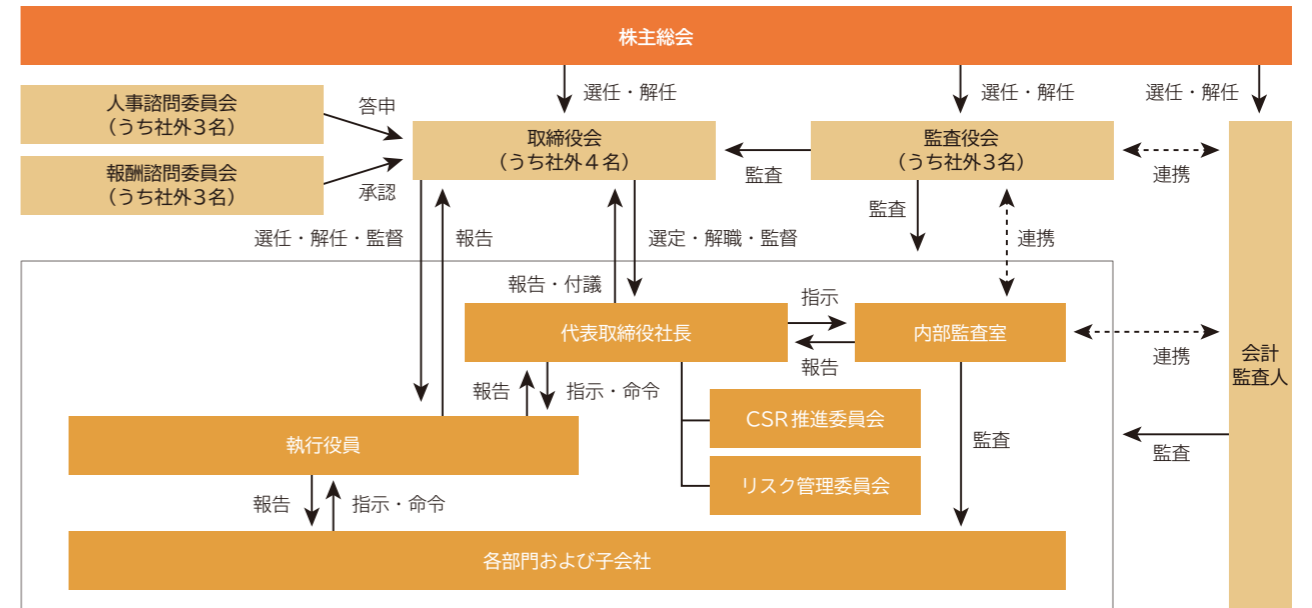 株主総会
選任・解任
選任・解任
選任・解任
人事諮問委員会
（うち社外３名）
答申
報酬諮問委員会
（うち社外３名）
承認
取締役会
（うち社外４名）
監査
監査役会
（うち社外３名）
連携
選任・解任・監督
報告
選定・解職・監督
監査
連携
報告・付議
代表取締役社長
指示
報告
内部監査室
連携
会計
監査人
報告
指示・命令
CSR推進委員会
執行役員
監査
監査
リスク管理委員会
報告
指示・命令
各部門および子会社